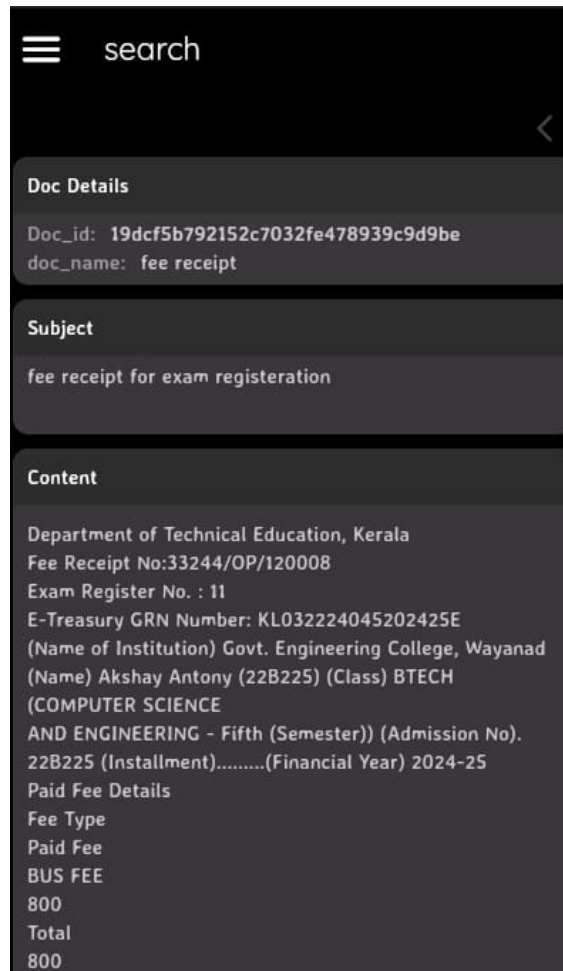 search
Doc Details
Doc_id: 19dcf5b792152c7032fe478939c9d9be
doc_name: fee receipt
Subject
fee receipt for exam registeration
Content
Department of Technical Education, Kerala
Fee Receipt No:33244/OP/120008
Exam Register No. : 11
E-Treasury GRN Number: KL032224045202425E
(Name of Institution) Govt. Engineering College, Wayanad
(Name) Akshay Antony (22B225) (Class) BTECH
(COMPUTER SCIENCE
AND ENGINEERING - Fifth (Semester)) (Admission No).
22B225 (Installment).........(Financial Year) 2024-25
Paid Fee Details
Fee Type
Paid Fee
BUS FEE
800
Total
800